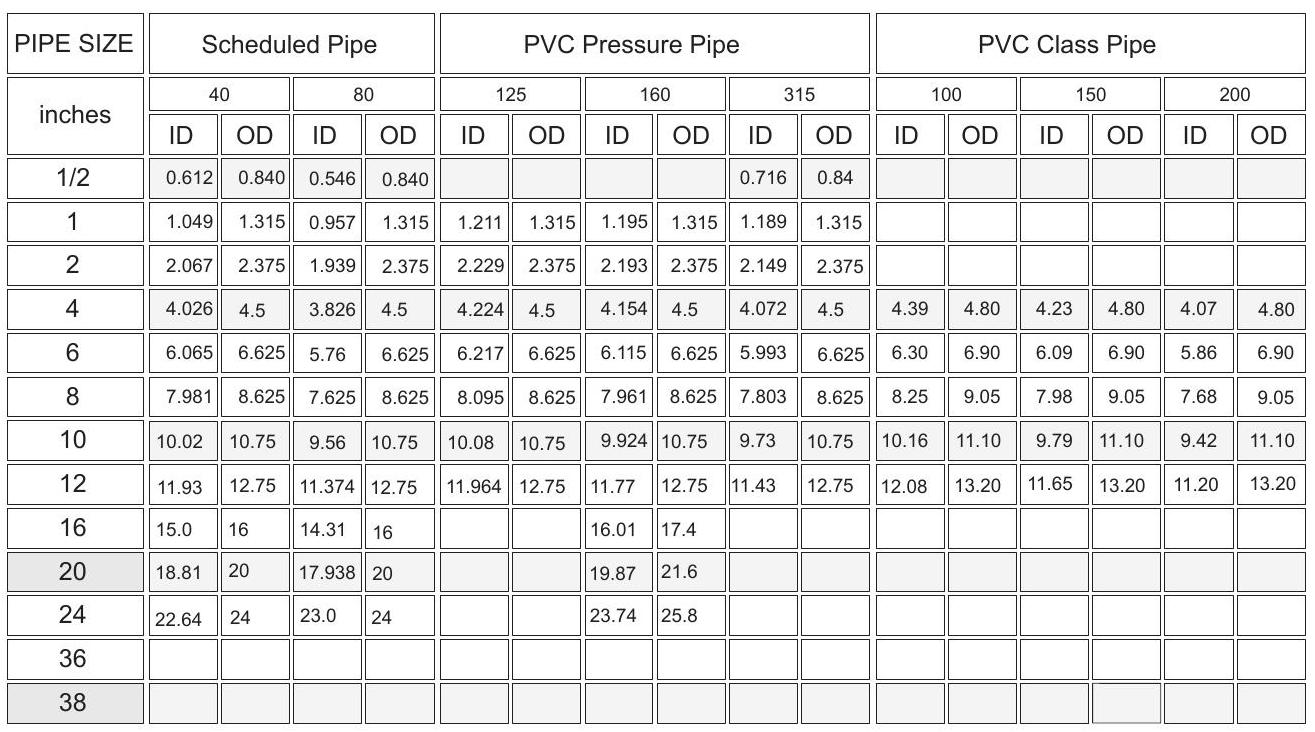 PIPE SIZE Scheduled Pipe PVC Pressure Pipe PVC Class Pipe
inches 40 80 125 160 315 100 150 200
ID OD ID OD ID OD ID OD ID OD ID OD ID OD ID OD
1/2 0.612 0.840 0.546 0.840 0.716 0.84
1 1.049 1.315 0.957 1.315 1.211 1.315 1.195 1.315 1.189 1.315
2 2.067 2.375 1.939 2.375 2.229 2.375 2.193 2.375 2.149 2.375
4 4.026 4.5 3.826 4.5 4.224 4.5 4.154 4.5 4.072 4.5 4.39 4.80 4.23 4.80 4.07 4.80
6 6.065 6.625 5.76 6.625 6.217 6.625 6.115 6.625 5.993 6.625 6.30 6.90 6.09 6.90 5.86 6.90
8 7.981 8.625 7.625 8.625 8.095 8.625 7.961 8.625 7.803 8.625 8.25 9.05 7.98 9.05 7.68 9.05
10 10.02 10.75 9.56 10.75 10.08 10.75 9.924 10.75 9.73 10.75 10.16 11.10 9.79 11.10 9.42 11.10
12 11.93 12.75 11.374 12.75 11.964 12.75 11.77 12.75 11.43 12.75 12.08 13.20 11.65 13.20 11.20 13.20
16 15.0 16 14.31 16 16.01 17.4
20 18.81 20 17.938 20 19.87 21.6
24 22.64 24 23.0 24 23.74 25.8
36
38